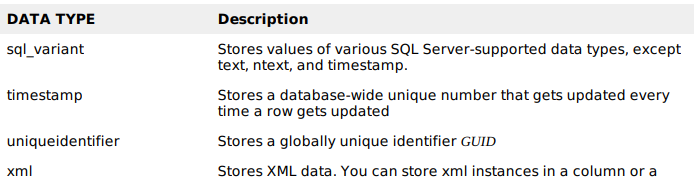 DATA TYPE Description
sql_variant Stores values of various SQL Server-supported data types, except
text, ntext, and timestamp.
timestamp Stores a database-wide unique number that gets updated every
time a row gets updated
uniqueidentifier Stores a globally unique identifier GUID
xml Stores XML data. You can store xml instances in a column or a